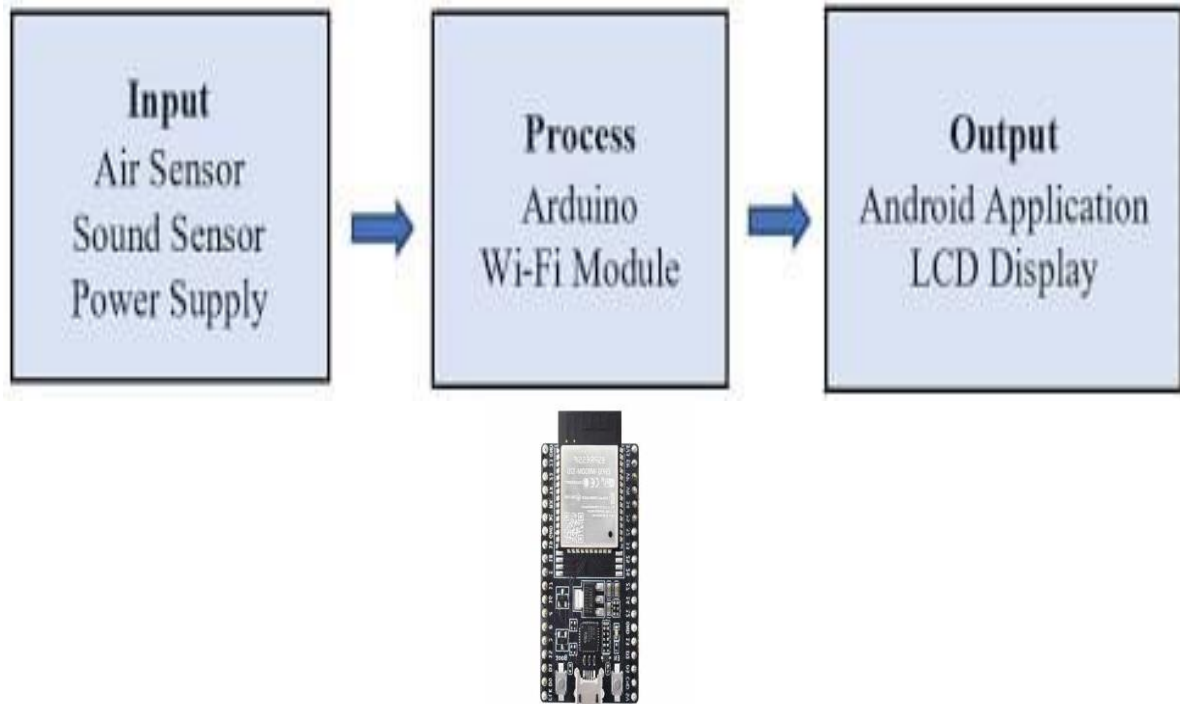 Input
Air Sensor
Sound Sensor
Power Supply
Process
Arduino
Wi-Fi Module
Output
Android Application
LCD Display